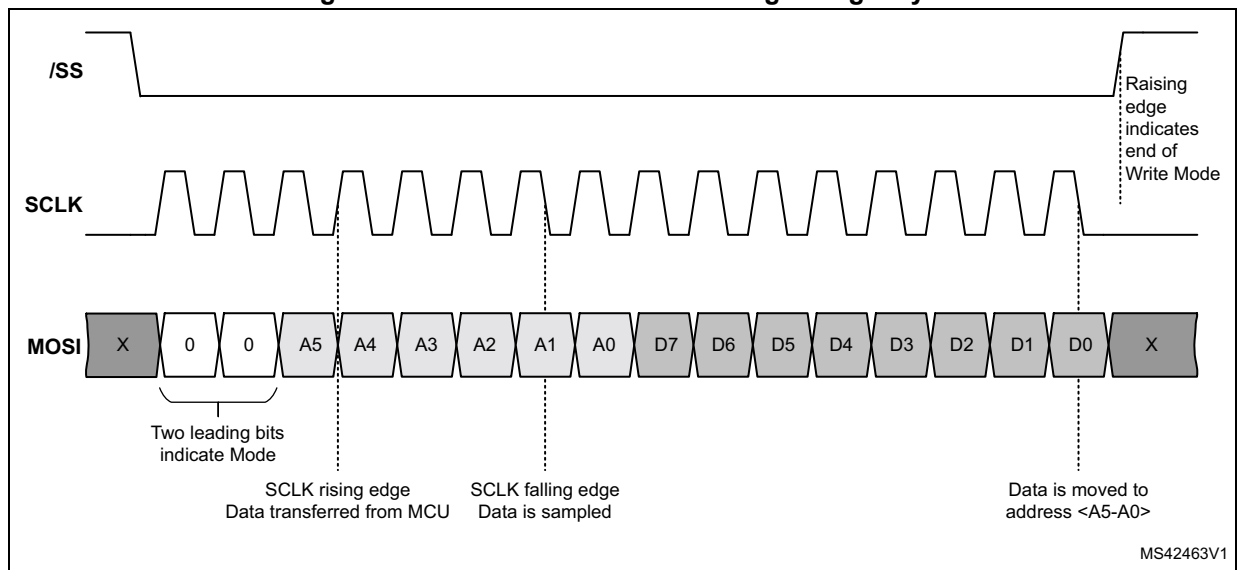 /SS
Raising
edge
indicates
end of
Write Mode
SCLK
MOSI X 0 0 A5 A4 A3 A2 A1 A0 D7 D6 D5 D4 D3 D2 D1 D0 X
Two leading bits
indicate Mode
SCLK rising edge
Data transferred from MCU
SCLK falling edge
Data is sampled
Data is moved to
address <A5-A0>
MS42463V1